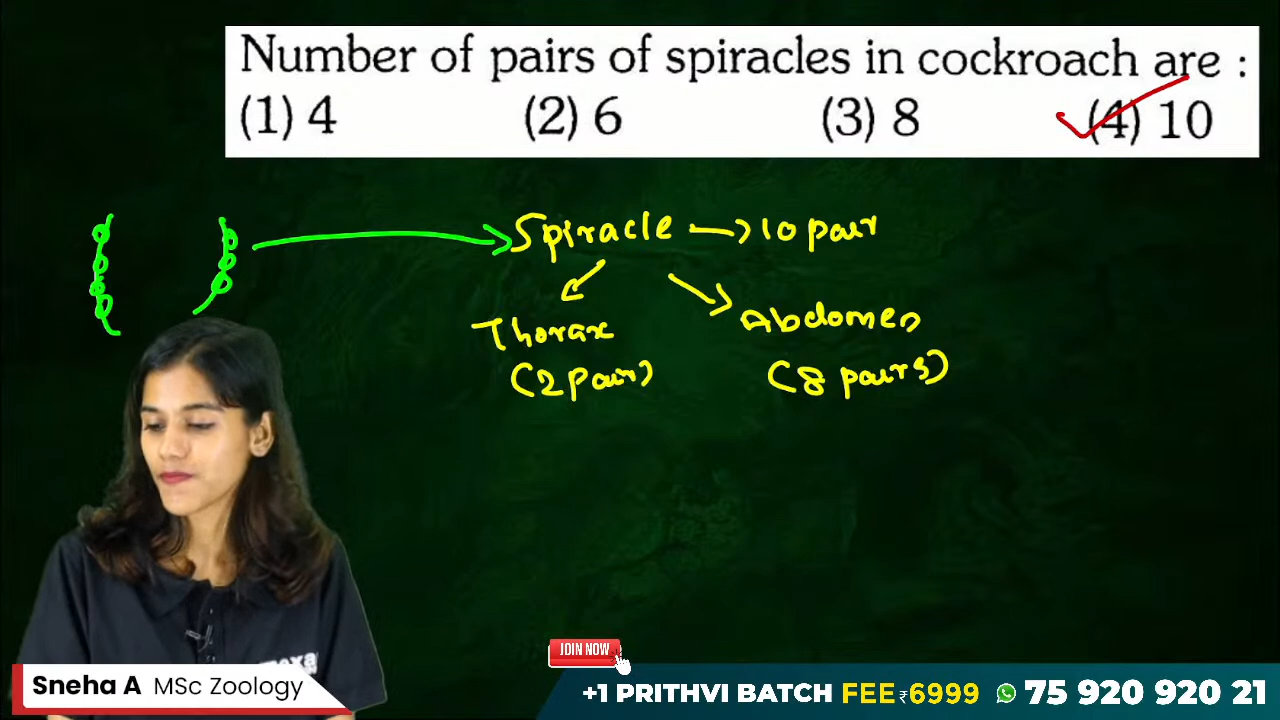 Number of pairs of spiracles in cockroach are :
(1) 4 (2) 6 (3) 8 (4) 10
Spiracle → 10 pair
Thorax Abdomen
(2 pair) (8 pairs)
JOIN NOW
Sneha A MSc Zoology
+1 PRITHVI BATCH FEE ₹6999 75 920 920 21